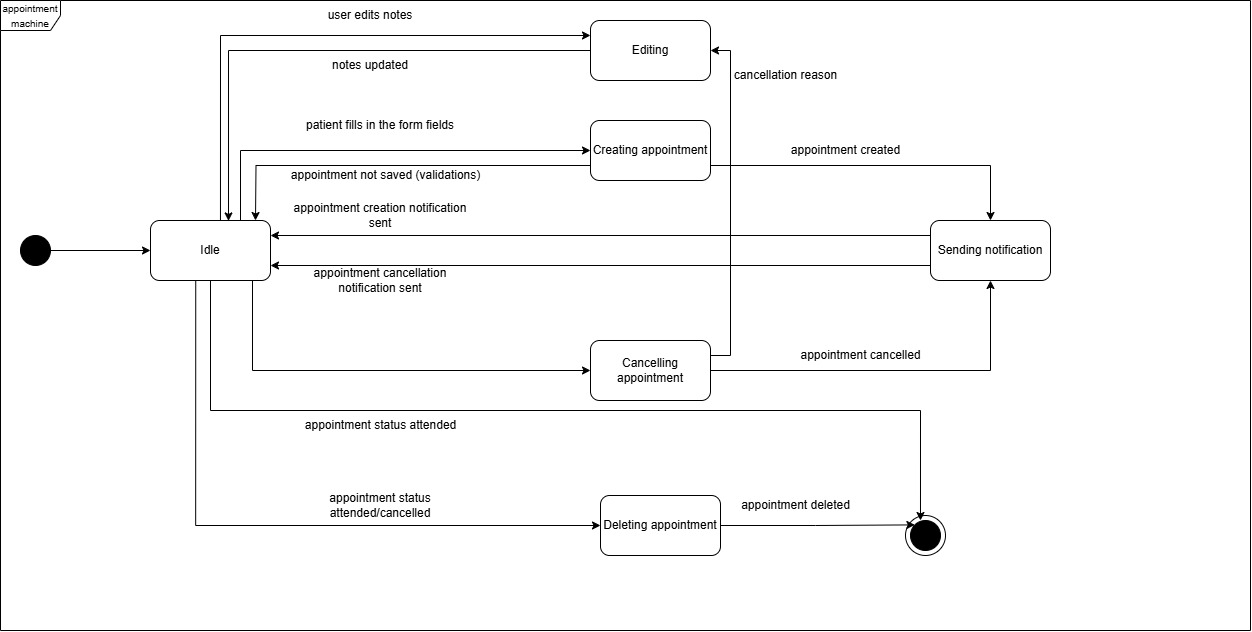 appointment
machine
user edits notes
Editing
notes updated
cancellation reason
patient fills in the form fields
Creating appointment
appointment created
appointment not saved (validations)
appointment creation notification
sent
Idle
Sending notification
appointment cancellation
notification sent
Cancelling
appointment
appointment cancelled
appointment status attended
appointment status
attended/cancelled
Deleting appointment
appointment deleted